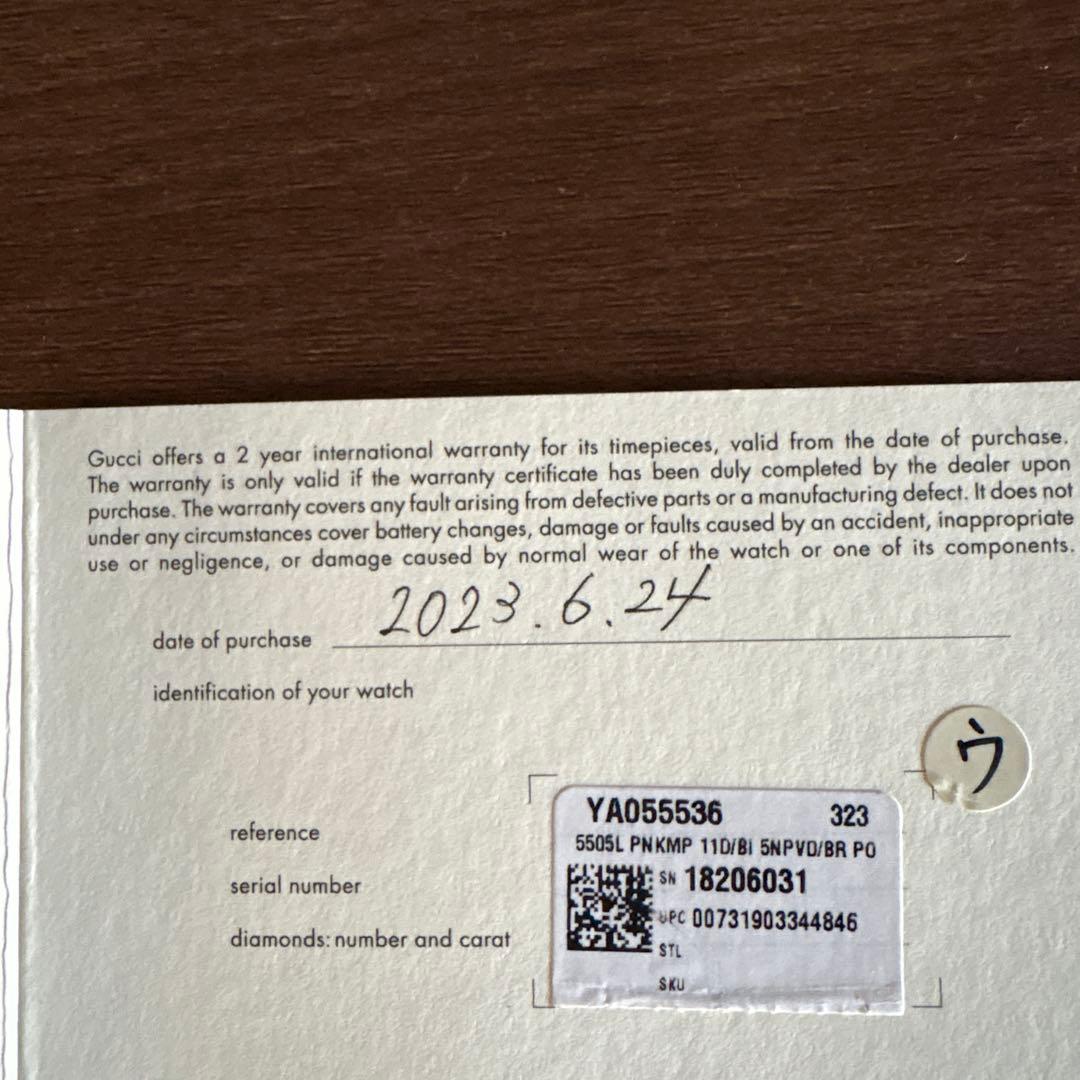 Gucci offers a 2 year international warranty for its timepieces, valid from the date of purchase.
The warranty is only valid if the warranty certificate has been duly completed by the dealer upon
purchase. The warranty covers any fault arising from defective parts or a manufacturing defect. It does not
under any circumstances cover battery changes, damage or faults caused by an accident, inappropriate
use or negligence, or damage caused by normal wear of the watch or one of its components.
date of purchase 2023.6.24
identification of your watch
ウ
reference
serial number
diamonds: number and carat
YA055536 323
5505L PNKMP 11D/BI 5NPVD/BR PO
SN 18206031
UPC 00731903344846
STL
SKU